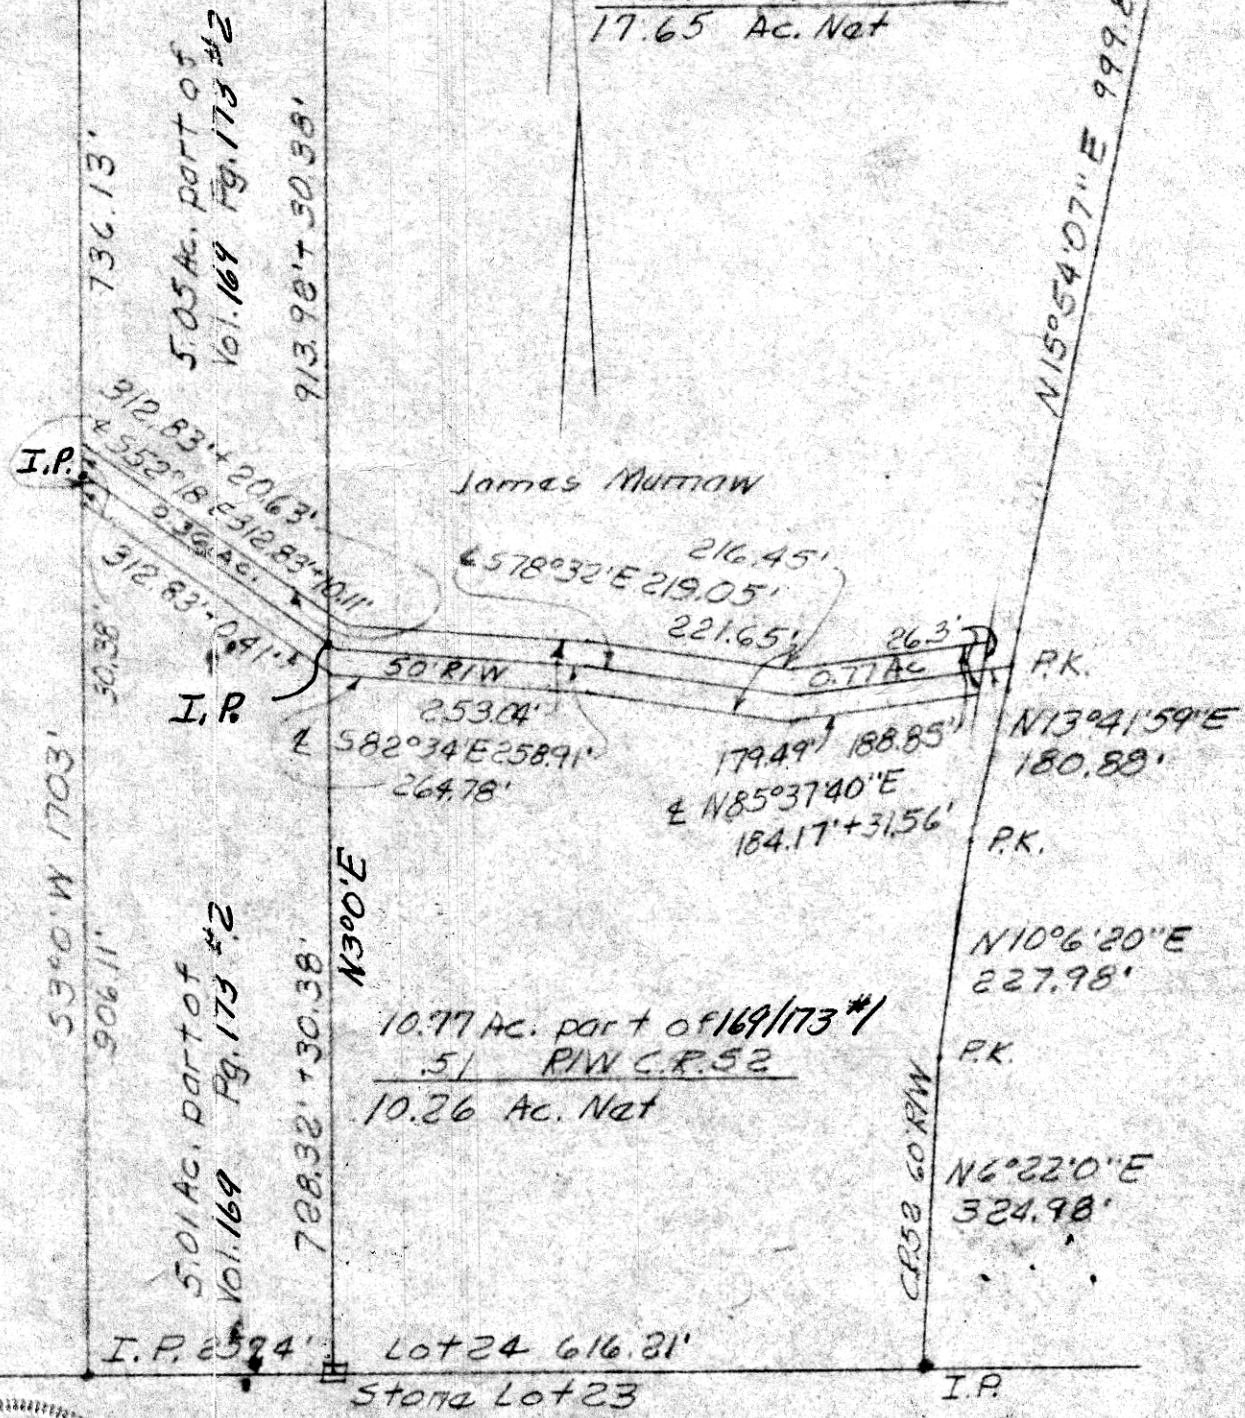 17.65 Ac. Net
N15°54'07"E 999.8
736.13'
5.05 Ac. part of
Vol. 169 Pg. 173 #2
913.98' + 30.38'
312.83' + 20.63'
℄ S52°18'E 312.83' + 10.11'
0.36 Ac.
312.83' - 0.41'
I.P.
30.38'
I.P.
James Mumaw
216.45'
℄ S78°32'E 219.05'
221.65'
26.3'
0.77 Ac
50' R/W
253.04'
℄ S82°34'E 258.91'
264.78'
179.49' 188.85'
℄ N85°37'40"E
184.17' + 31.56'
P.K.
N13°41'59"E
180.88'
P.K.
N10°6'20"E
227.98'
P.K.
C.R.52 60' R/W
N6°22'0"E
324.98'
S3°0'W 1703'
906.11'
N3°0'E
5.01 Ac. part of
Vol. 169 Pg. 173 #2
728.32' + 30.38'
10.77 Ac. part of 169/173 #1
.51 R/W C.R.52
10.26 Ac. Net
I.P.
Lot 24 616.21'
Stone Lot 23
I.P.